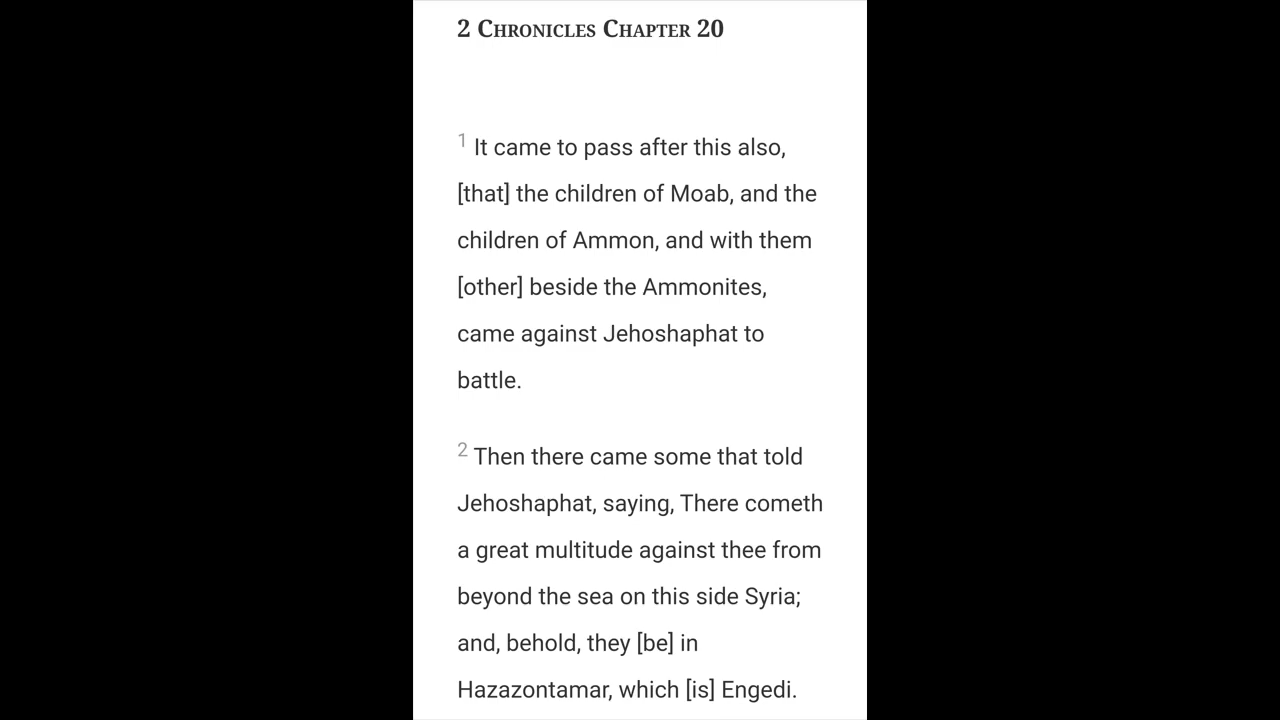 2 Chronicles Chapter 20
1 It came to pass after this also,
[that] the children of Moab, and the
children of Ammon, and with them
[other] beside the Ammonites,
came against Jehoshaphat to
battle.
2 Then there came some that told
Jehoshaphat, saying, There cometh
a great multitude against thee from
beyond the sea on this side Syria;
and, behold, they [be] in
Hazazontamar, which [is] Engedi.